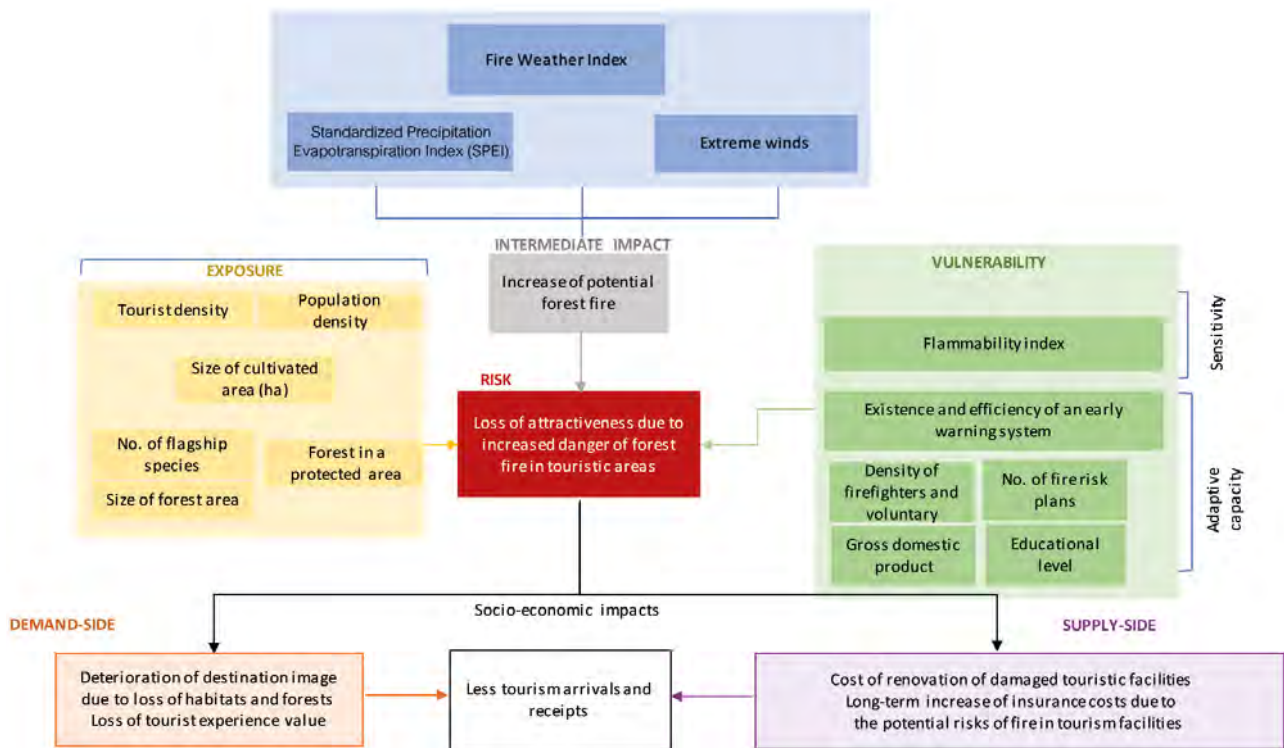 Fire Weather Index
Standardized Precipitation
Evapotranspiration Index (SPEI)
Extreme winds
INTERMEDIATE IMPACT
Increase of potential
forest fire
EXPOSURE
Tourist density
Population
density
Size of cultivated
area (ha)
No. of flagship
species
Forest in a
protected area
Size of forest area
RISK
Loss of attractiveness due to
increased danger of forest
fire in touristic areas
VULNERABILITY
Flammability index
Sensitivity
Existence and efficiency of an early
warning system
Density of
firefighters and
voluntary
No. of fire risk
plans
Gross domestic
product
Educational
level
Adaptive
capacity
Socio-economic impacts
DEMAND-SIDE
SUPPLY-SIDE
Deterioration of destination image
due to loss of habitats and forests
Loss of tourist experience value
Less tourism arrivals and
receipts
Cost of renovation of damaged touristic facilities
Long-term increase of insurance costs due to
the potential risks of fire in tourism facilities